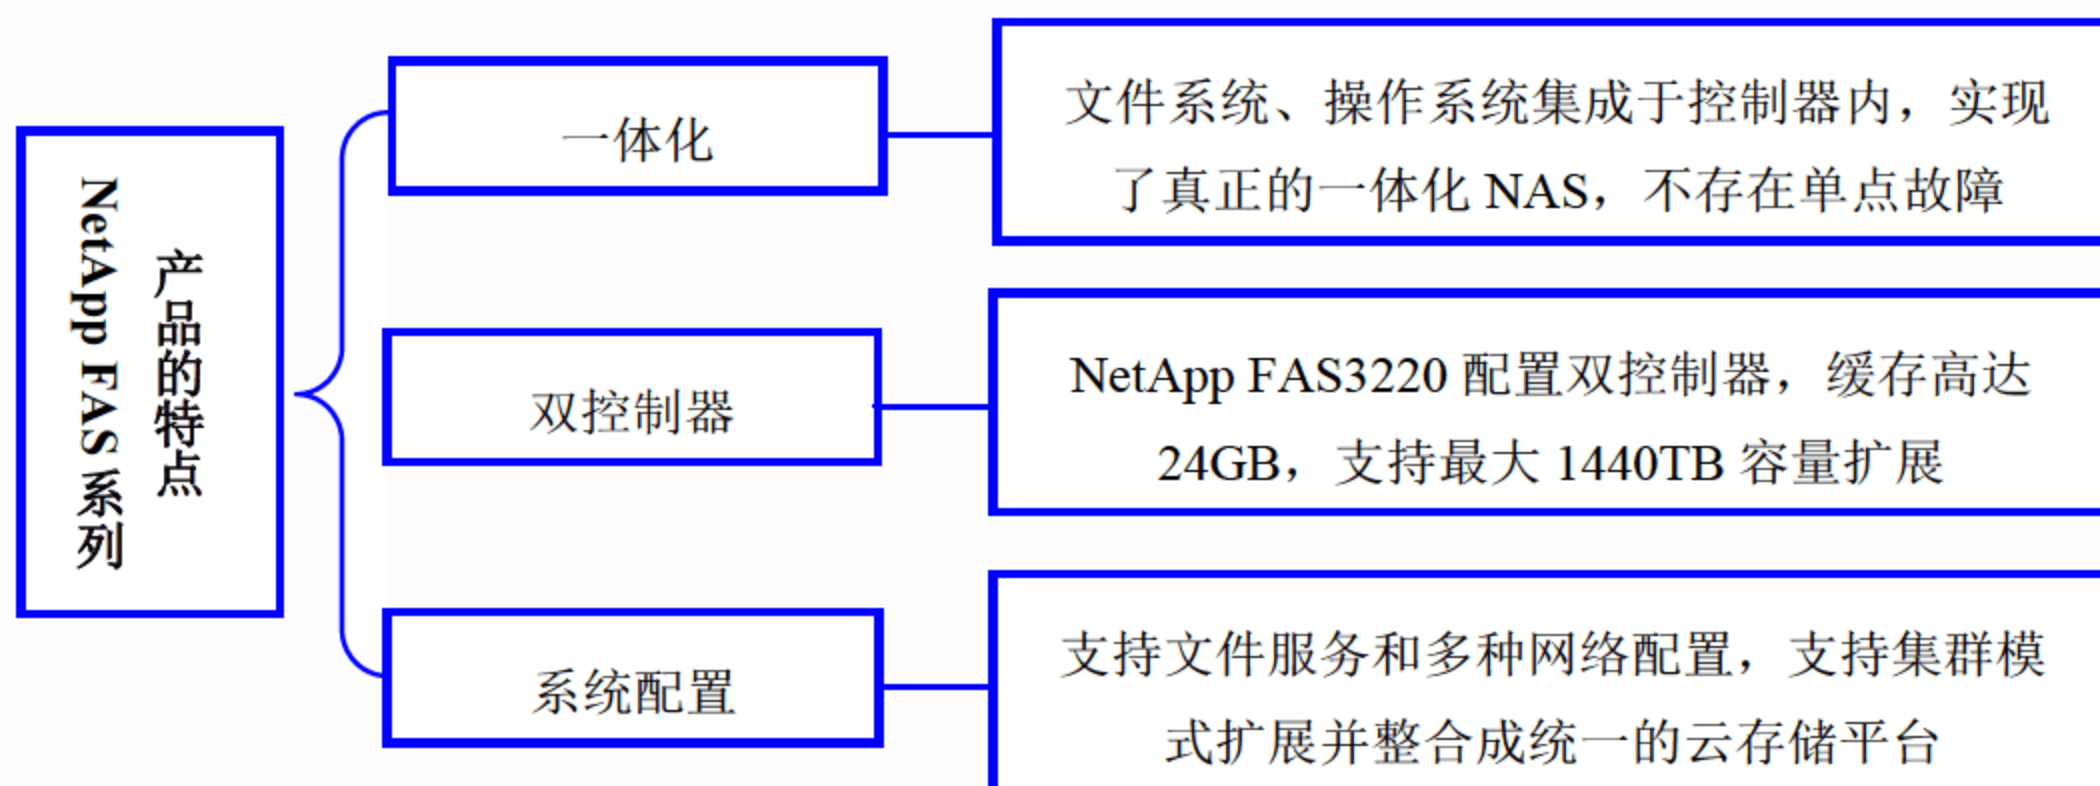 NetApp FAS 系列
产品的特点
一体化
文件系统、操作系统集成于控制器内，实现
了真正的一体化 NAS，不存在单点故障
双控制器
NetApp FAS3220 配置双控制器，缓存高达
24GB，支持最大 1440TB 容量扩展
系统配置
支持文件服务和多种网络配置，支持集群模
式扩展并整合成统一的云存储平台